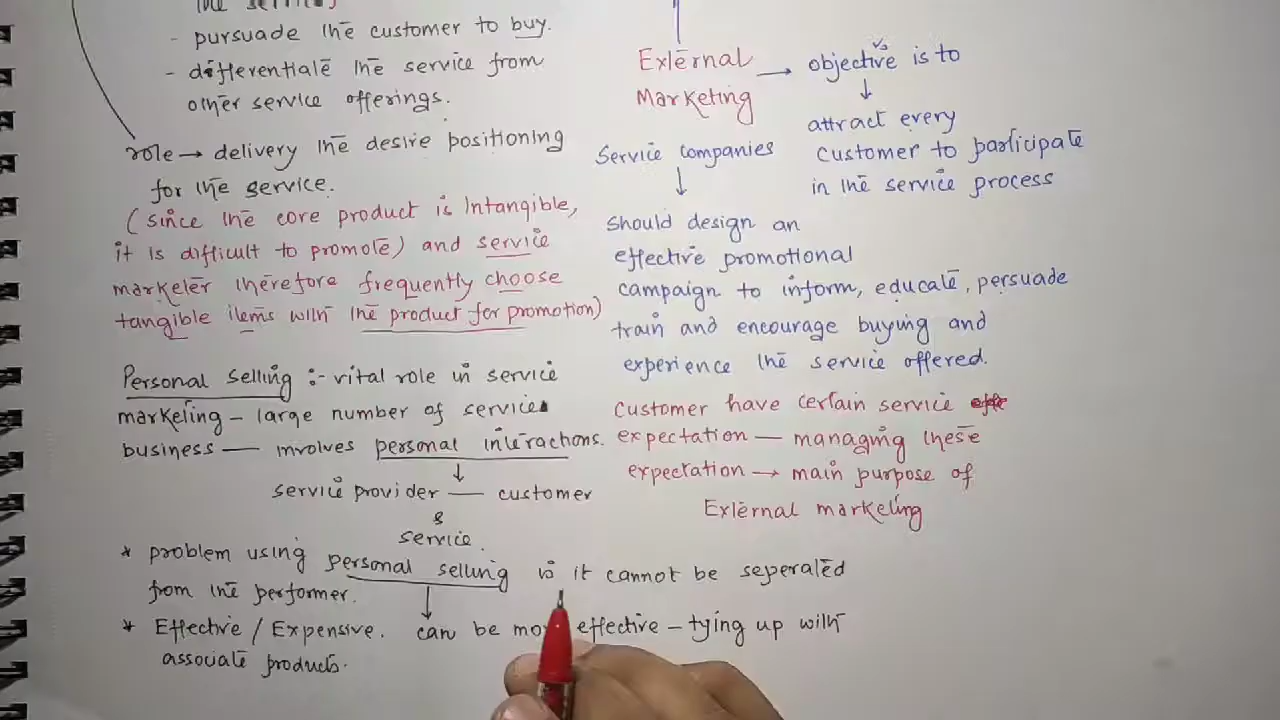 - pursuade the customer to buy.
- differentiate the service from
other service offerings.
role → delivery the desire positioning
for the service.
(since the core product is Intangible,
it is difficult to promote) and service
marketer therefore frequently choose
tangible items with the product for promotion)
Personal selling :- vital role in service
marketing - large number of service
business — involves personal interactions.
↓
service provider — customer
&
service.
* problem using personal selling is it cannot be seperated
from the performer.
* Effective / Expensive. can be more effective - tying up with
associate products.
External
Marketing → objective is to
↓
attract every
customer to participate
in the service process
Service companies
↓
should design an
effective promotional
campaign to inform, educate, persuade
train and encourage buying and
experience the service offered.
customer have certain service
expectation — managing these
expectation → main purpose of
External marketing